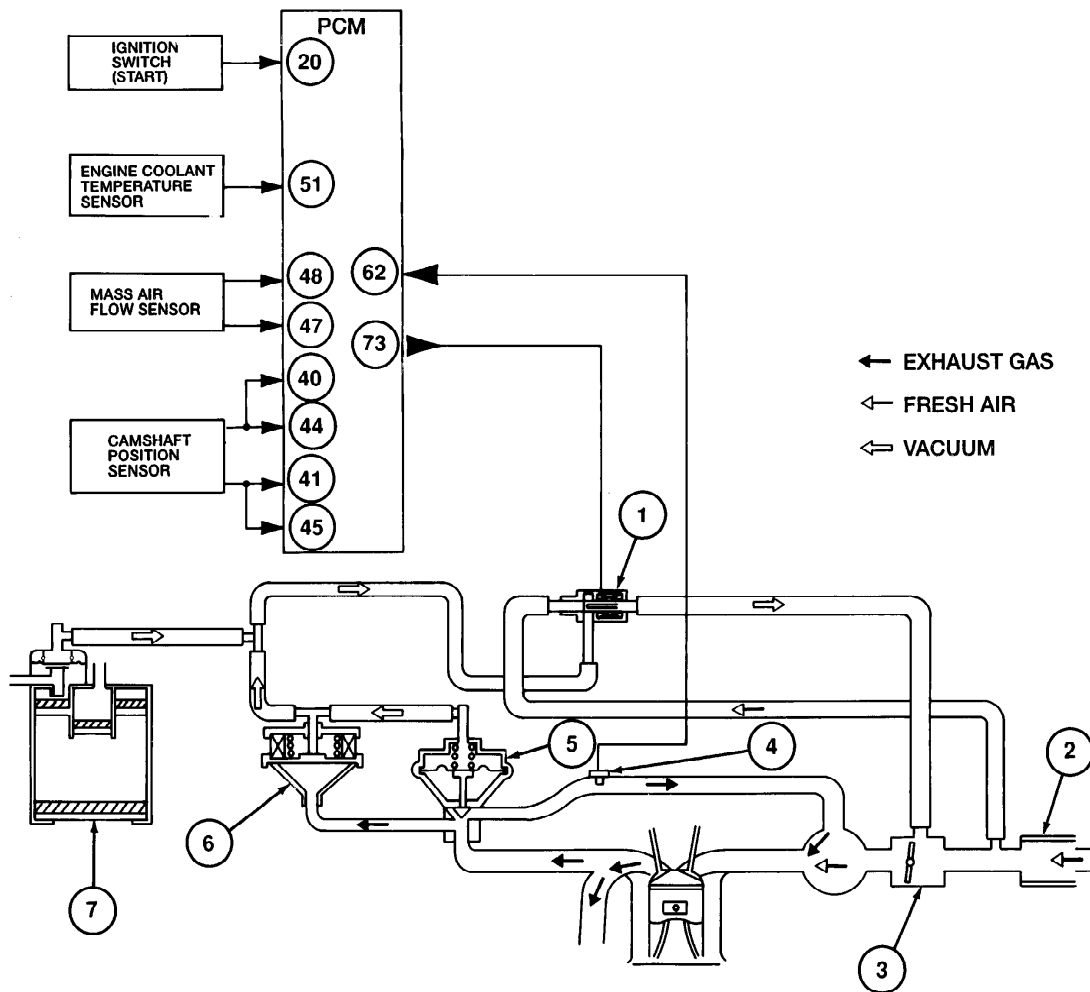 PCM
IGNITION
SWITCH
(START)
20
ENGINE COOLANT
TEMPERATURE
SENSOR
51
MASS AIR
FLOW SENSOR
48
47
62
73
CAMSHAFT
POSITION
SENSOR
40
44
41
45
EXHAUST GAS
FRESH AIR
VACUUM
1
2
3
4
5
6
7